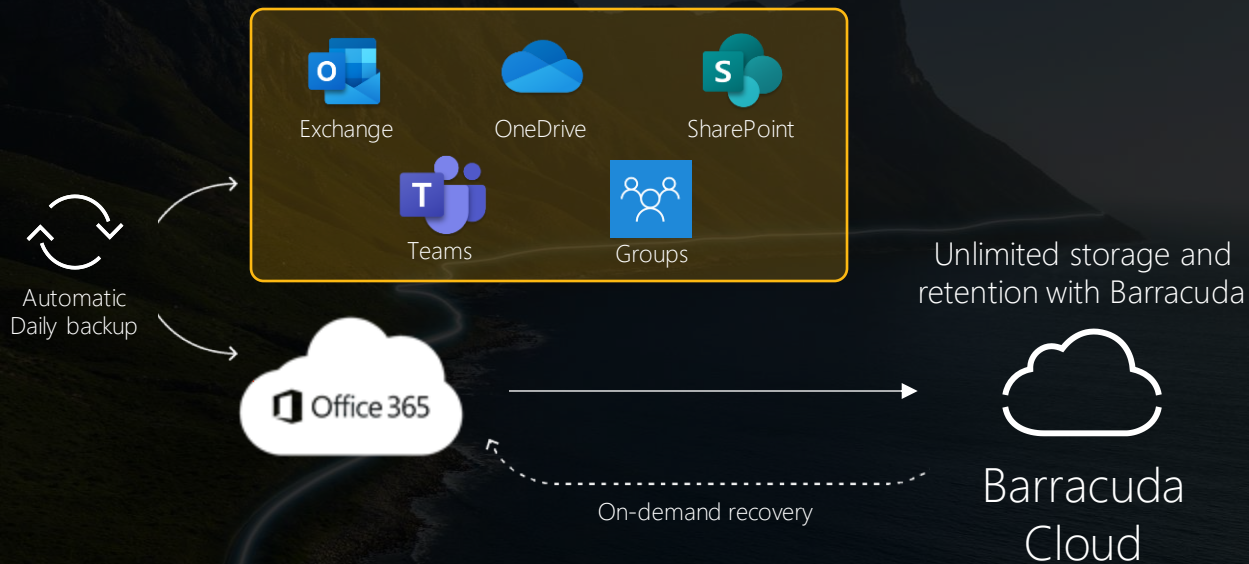 O
S
Exchange
OneDrive
SharePoint
T
Teams
Groups
Automatic
Daily backup
Unlimited storage and
retention with Barracuda
Office 365
On-demand recovery
Barracuda
Cloud